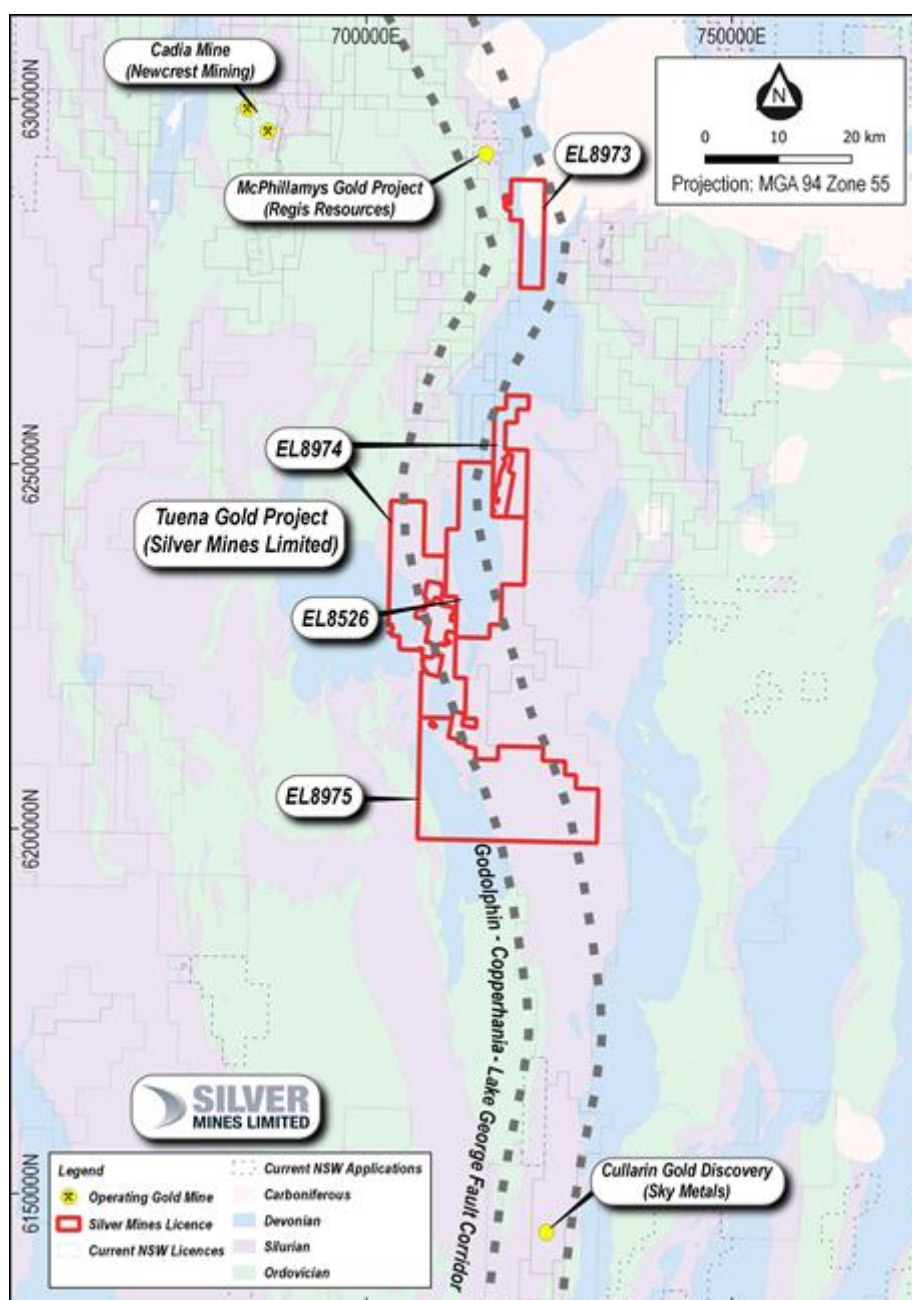 700000E
750000E
Cadia Mine
(Newcrest Mining)
6300000N
N
0 10 20 km
Projection: MGA 94 Zone 55
EL8973
McPhillamys Gold Project
(Regis Resources)
EL8974
6250000N
Tuena Gold Project
(Silver Mines Limited)
EL8526
EL8975
6200000N
Godolphin - Copperhania - Lake George Fault Corridor
SILVER
MINES LIMITED
Legend
Operating Gold Mine
Silver Mines Licence
Current NSW Licences
Current NSW Applications
Carboniferous
Devonian
Silurian
Ordovician
Cullarin Gold Discovery
(Sky Metals)
6150000N